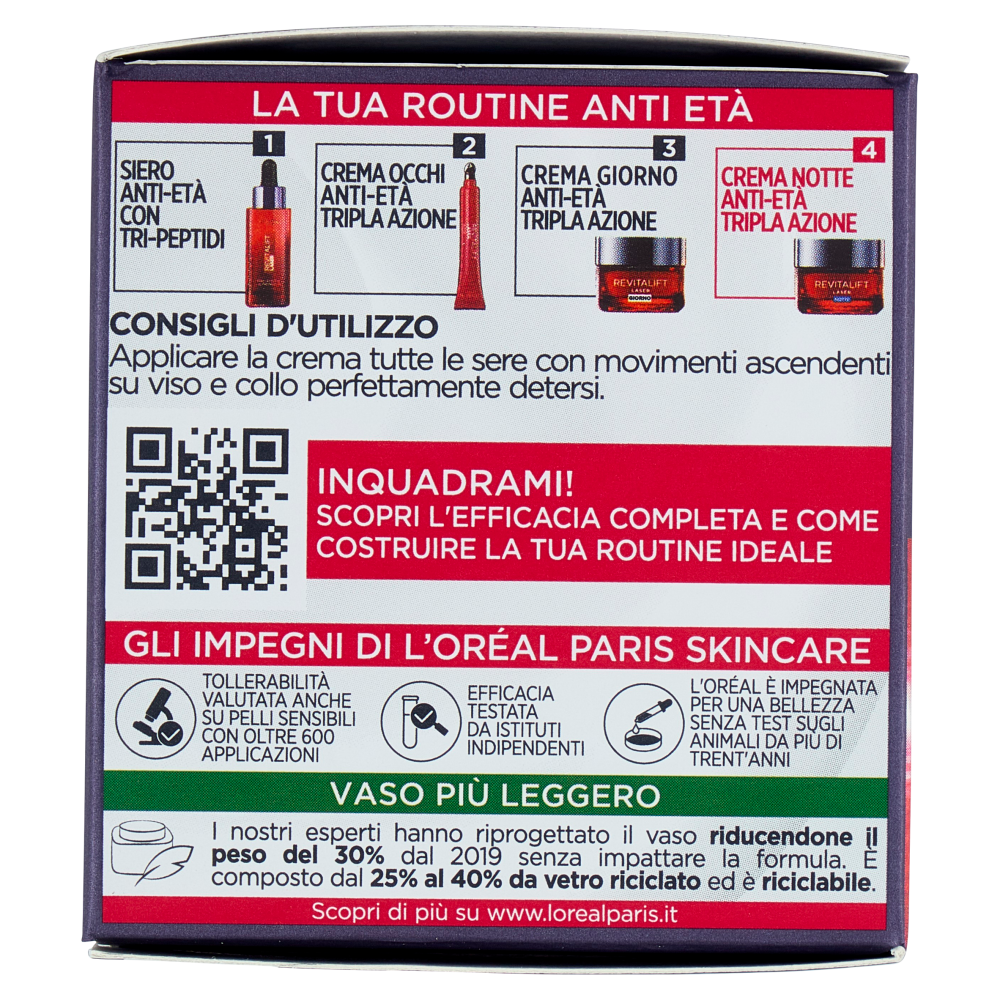 LA TUA ROUTINE ANTI ETÀ
1
SIERO
ANTI-ETÀ
CON
TRI-PEPTIDI
REVITALIFT
2
CREMA OCCHI
ANTI-ETÀ
TRIPLA AZIONE
3
CREMA GIORNO
ANTI-ETÀ
TRIPLA AZIONE
REVITALIFT
LASER
GIORNO
4
CREMA NOTTE
ANTI-ETÀ
TRIPLA AZIONE
REVITALIFT
LASER
NOTTE
CONSIGLI D'UTILIZZO
Applicare la crema tutte le sere con movimenti ascendenti
su viso e collo perfettamente detersi.
INQUADRAMI!
SCOPRI L'EFFICACIA COMPLETA E COME
COSTRUIRE LA TUA ROUTINE IDEALE
GLI IMPEGNI DI L'ORÉAL PARIS SKINCARE
TOLLERABILITÀ
VALUTATA ANCHE
SU PELLI SENSIBILI
CON OLTRE 600
APPLICAZIONI
EFFICACIA
TESTATA
DA ISTITUTI
INDIPENDENTI
L'ORÉAL È IMPEGNATA
PER UNA BELLEZZA
SENZA TEST SUGLI
ANIMALI DA PIÙ DI
TRENT'ANNI
VASO PIÙ LEGGERO
I nostri esperti hanno riprogettato il vaso riducendone il
peso del 30% dal 2019 senza impattare la formula. È
composto dal 25% al 40% da vetro riciclato ed è riciclabile.
Scopri di più su www.lorealparis.it